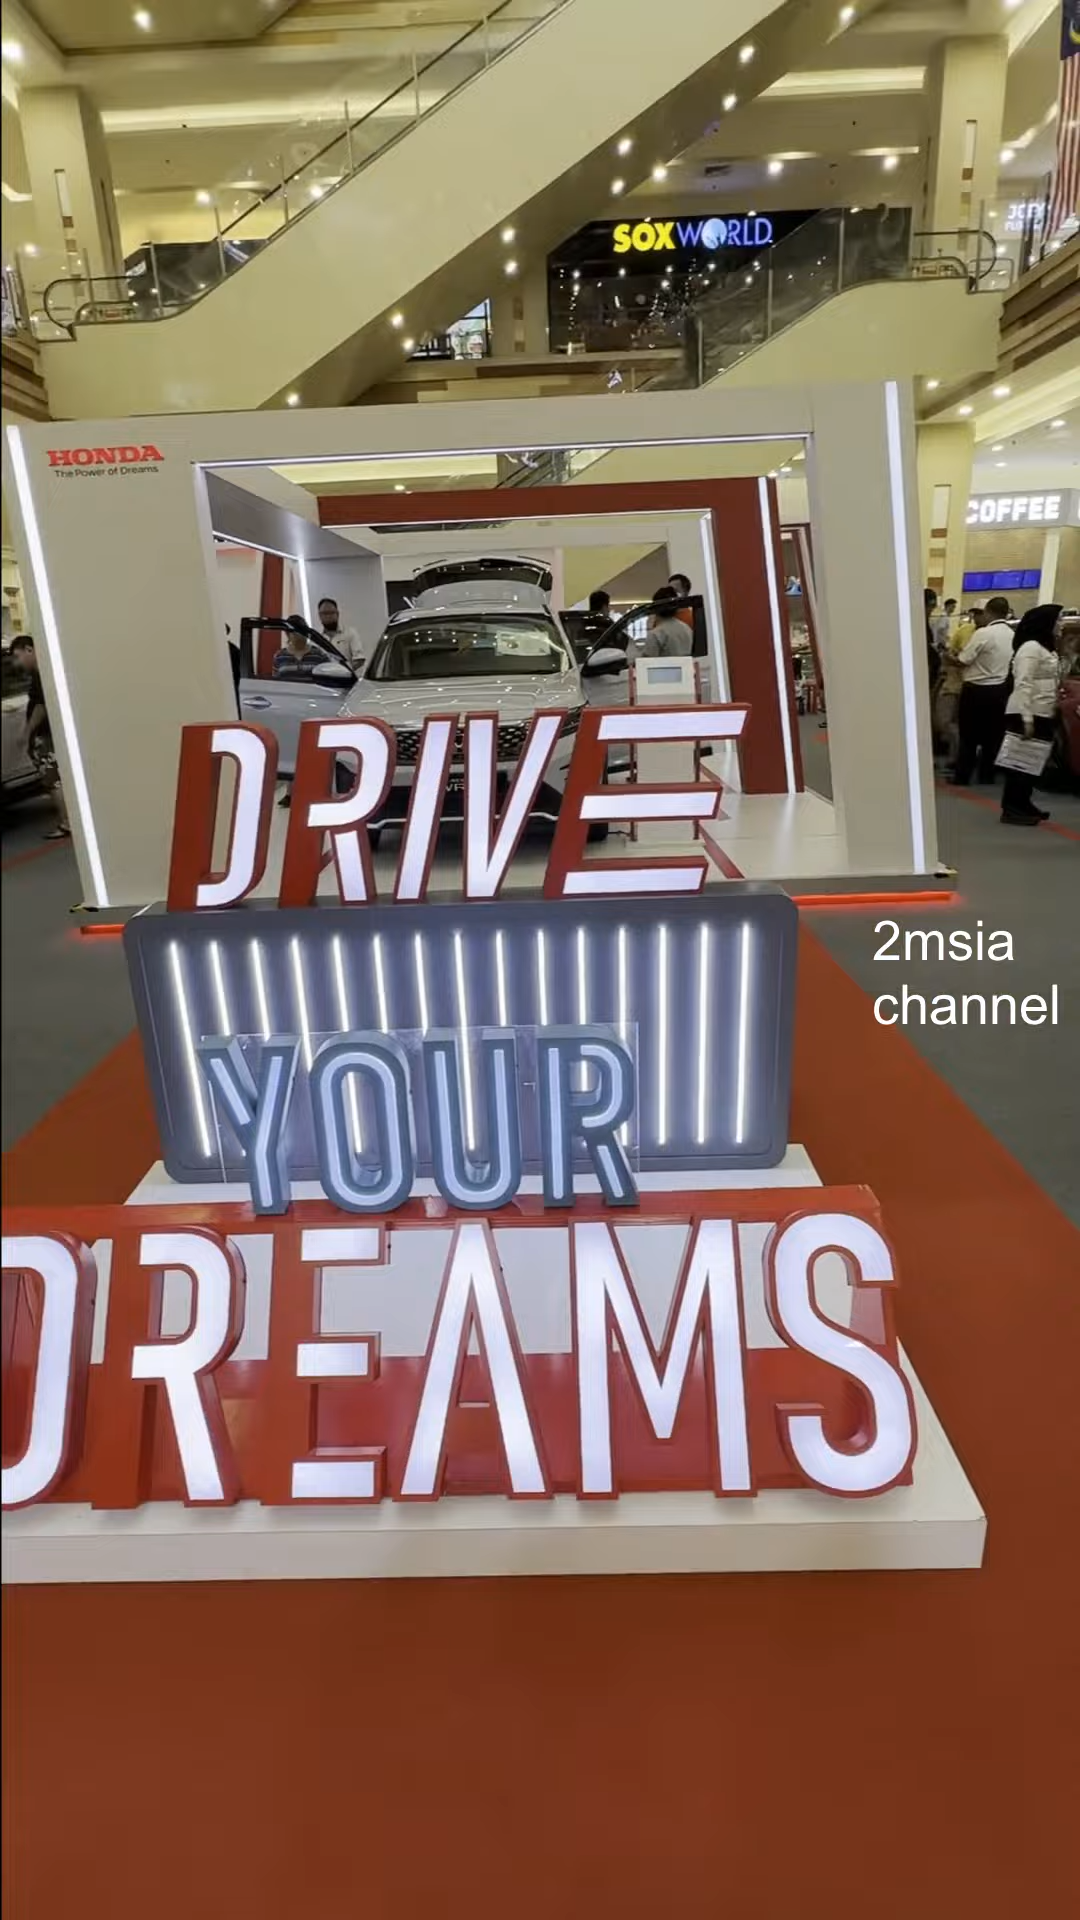 SOXWORLD
HONDA
The Power of Dreams
COFFEE
DRIVE
2msia
channel
YOUR
DREAMS